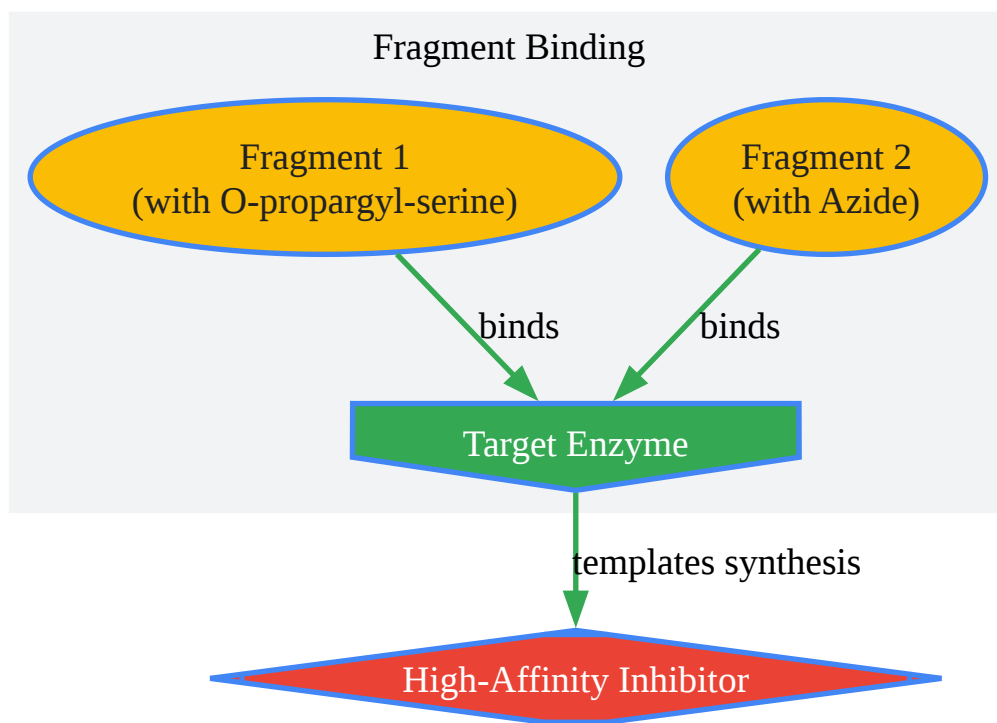 Fragment Binding
Fragment 1
(with O-propargyl-serine)
Fragment 2
(with Azide)
binds
binds
Target Enzyme
templates synthesis
High-Affinity Inhibitor